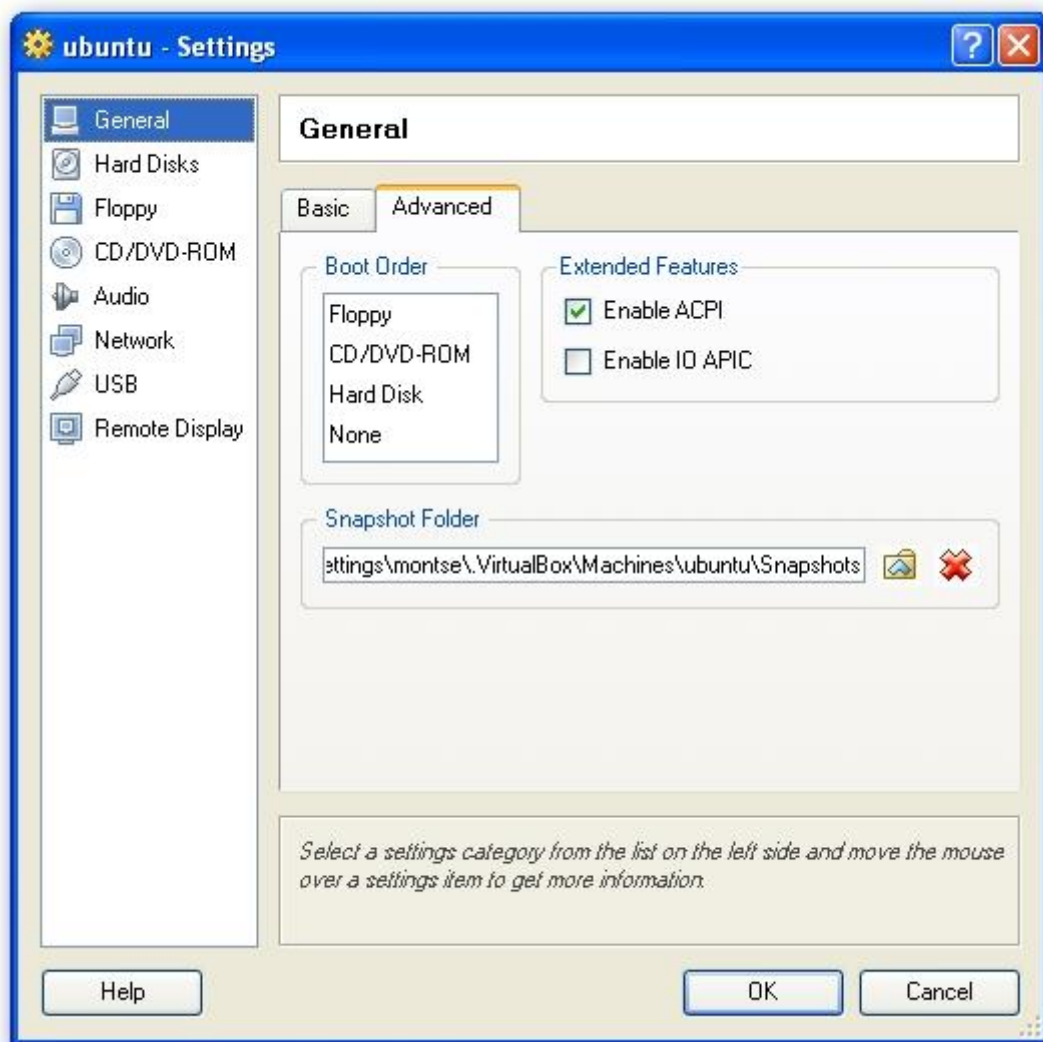 ubuntu - Settings
General
Hard Disks
Floppy
CD/DVD-ROM
Audio
Network
USB
Remote Display
General
Basic
Advanced
Boot Order
Floppy
CD/DVD-ROM
Hard Disk
None
Extended Features
Enable ACPI
Enable IO APIC
Snapshot Folder
ettings\montse\.VirtualBox\Machines\ubuntu\Snapshots
Select a settings category from the list on the left side and move the mouse
over a settings item to get more information.
Help
OK
Cancel